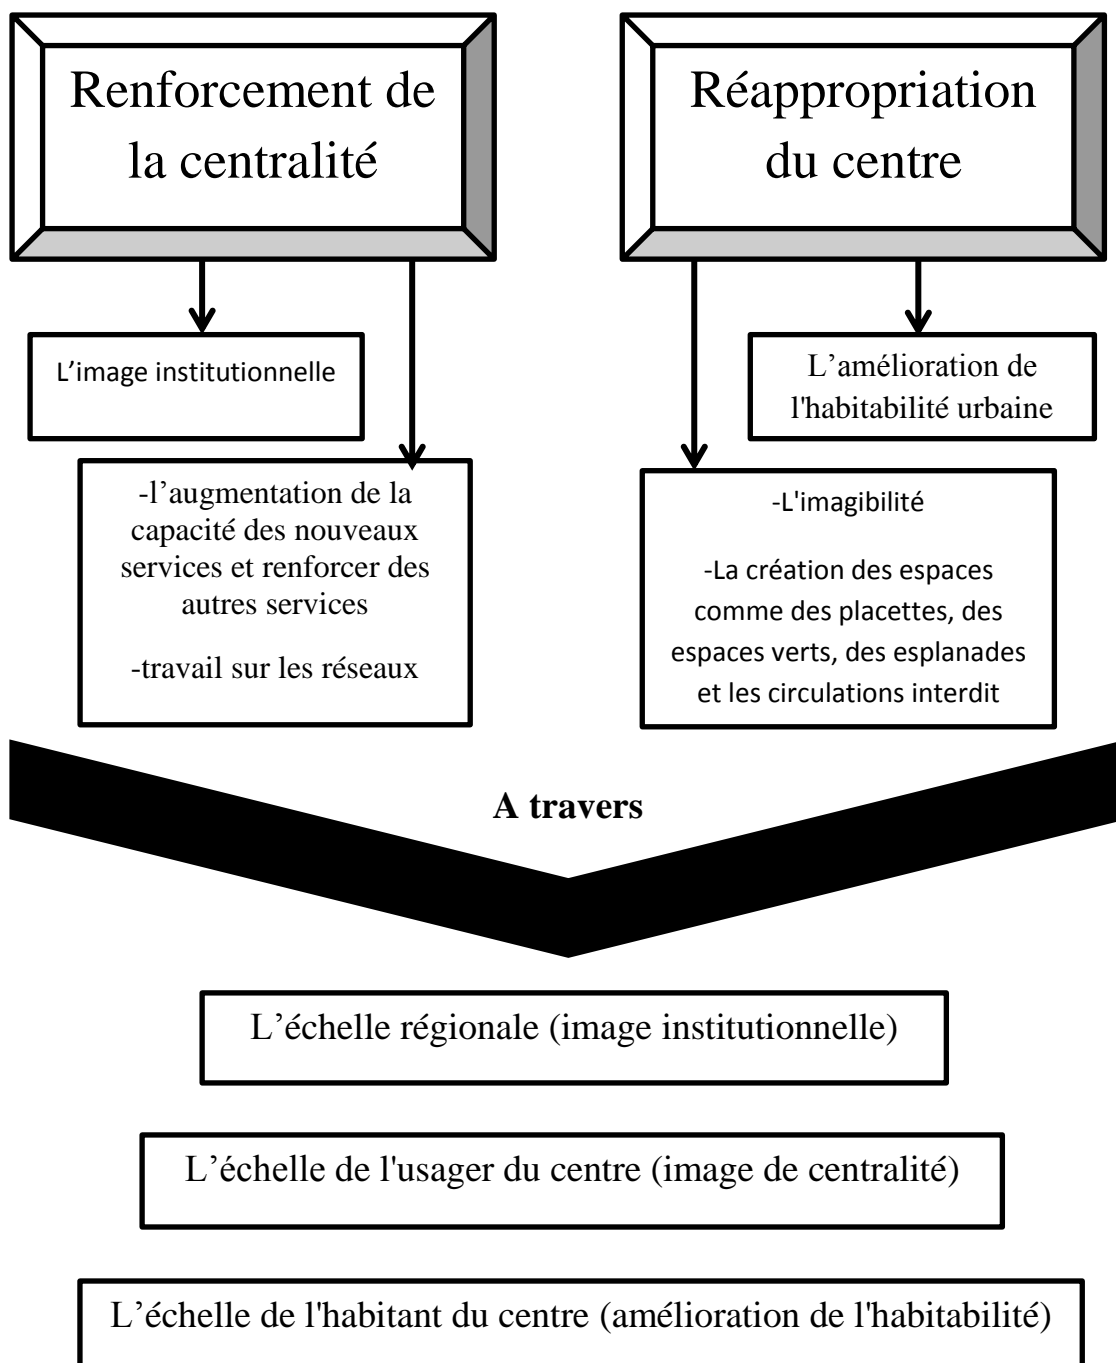 Renforcement de
la centralité
Réappropriation
du centre
L’image institutionnelle
L’amélioration de
l'habitabilité urbaine
-l’augmentation de la
capacité des nouveaux
services et renforcer des
autres services
-travail sur les réseaux
-L'imagibilité
-La création des espaces
comme des placettes, des
espaces verts, des esplanades
et les circulations interdit
A travers
L’échelle régionale (image institutionnelle)
L’échelle de l'usager du centre (image de centralité)
L’échelle de l'habitant du centre (amélioration de l'habitabilité)